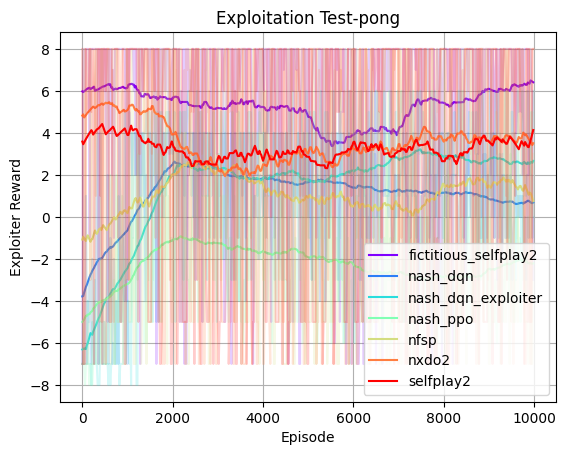 Exploitation Test-pong
Exploiter Reward
8
6
4
2
0
−2
−4
−6
−8
fictitious_selfplay2
nash_dqn
nash_dqn_exploiter
nash_ppo
nfsp
nxdo2
selfplay2
0
2000
4000
6000
8000
10000
Episode